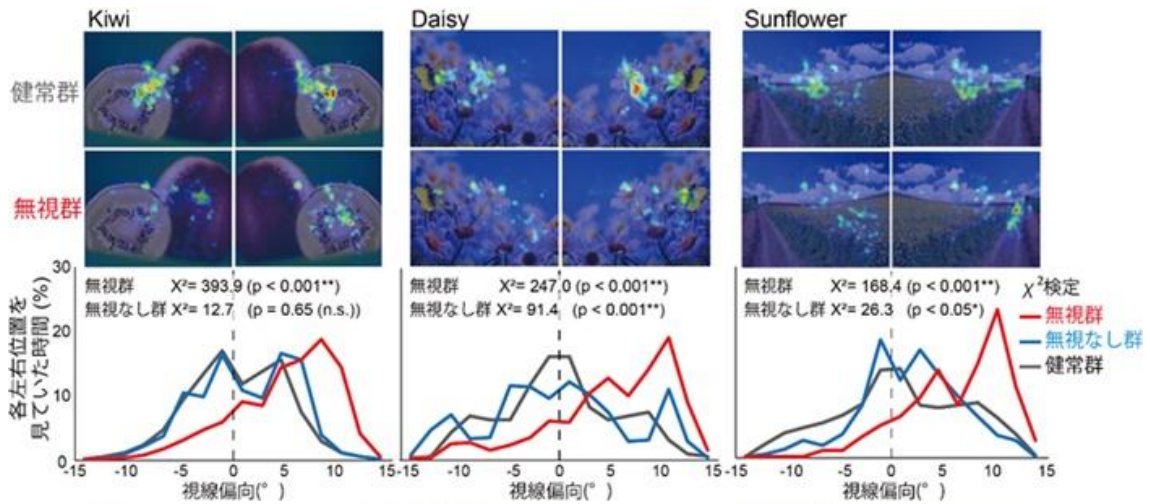 Kiwi
Daisy
Sunflower
健常群
無視群
各左右位置を
見ていた時間 (%)
30
20
10
0
無視群 X²= 393.9 (p < 0.001**)
無視なし群 X²= 12.7 (p = 0.65 (n.s.))
無視群 X²= 247.0 (p < 0.001**)
無視なし群 X²= 91.4 (p < 0.001**)
無視群 X²= 168.4 (p < 0.001**)
無視なし群 X²= 26.3 (p < 0.05*)
χ²検定
無視群
無視なし群
健常群
-15 -10 -5 0 5 10 15
-15 -10 -5 0 5 10 15
-15 -10 -5 0 5 10 15
視線偏向(°)
視線偏向(°)
視線偏向(°)